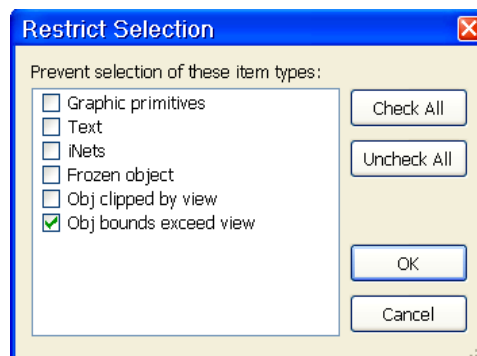 Restrict Selection
Prevent selection of these item types:
Graphic primitives
Text
iNets
Frozen object
Obj clipped by view
Obj bounds exceed view
Check All
Uncheck All
OK
Cancel